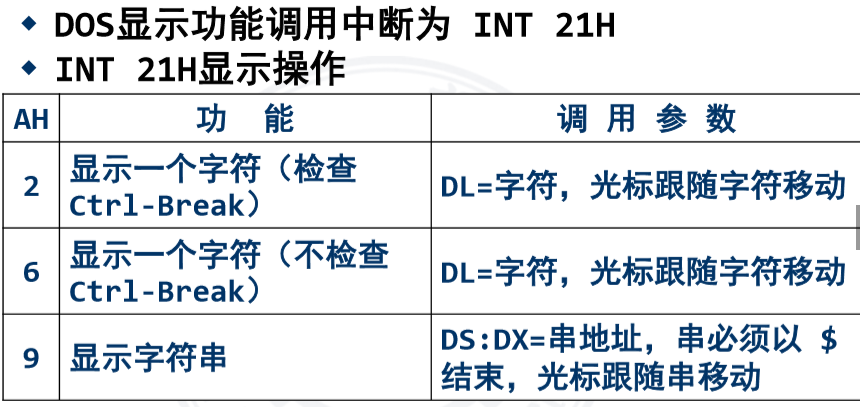 ◆ DOS显示功能调用中断为 INT 21H
◆ INT 21H显示操作
AH 功 能 调 用 参 数
2 显示一个字符（检查Ctrl-Break） DL=字符，光标跟随字符移动
6 显示一个字符（不检查Ctrl-Break） DL=字符，光标跟随字符移动
9 显示字符串 DS:DX=串地址，串必须以 $结束，光标跟随串移动